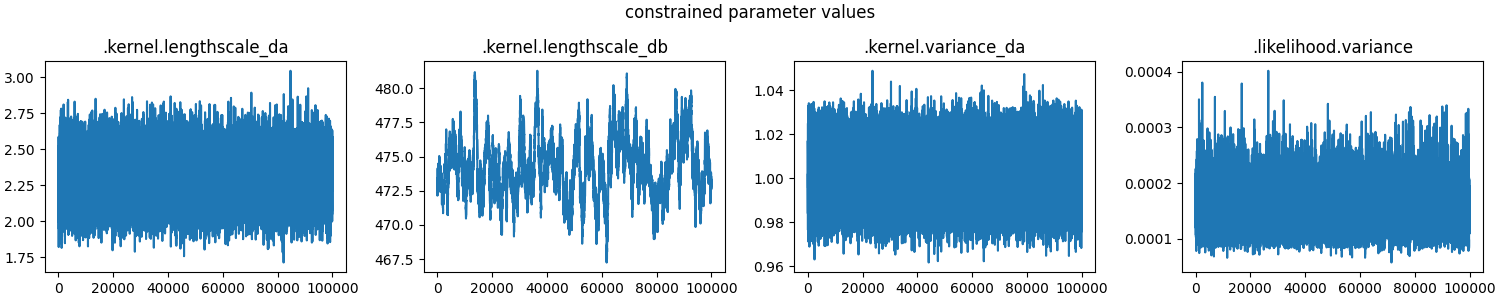 constrained parameter values
.kernel.lengthscale_da
.kernel.lengthscale_db
.kernel.variance_da
.likelihood.variance
3.00
2.75
2.50
2.25
2.00
1.75
0 20000 40000 60000 80000 100000
480.0
477.5
475.0
472.5
470.0
467.5
0 20000 40000 60000 80000 100000
1.04
1.02
1.00
0.98
0.96
0 20000 40000 60000 80000 100000
0.0004
0.0003
0.0002
0.0001
0 20000 40000 60000 80000 100000